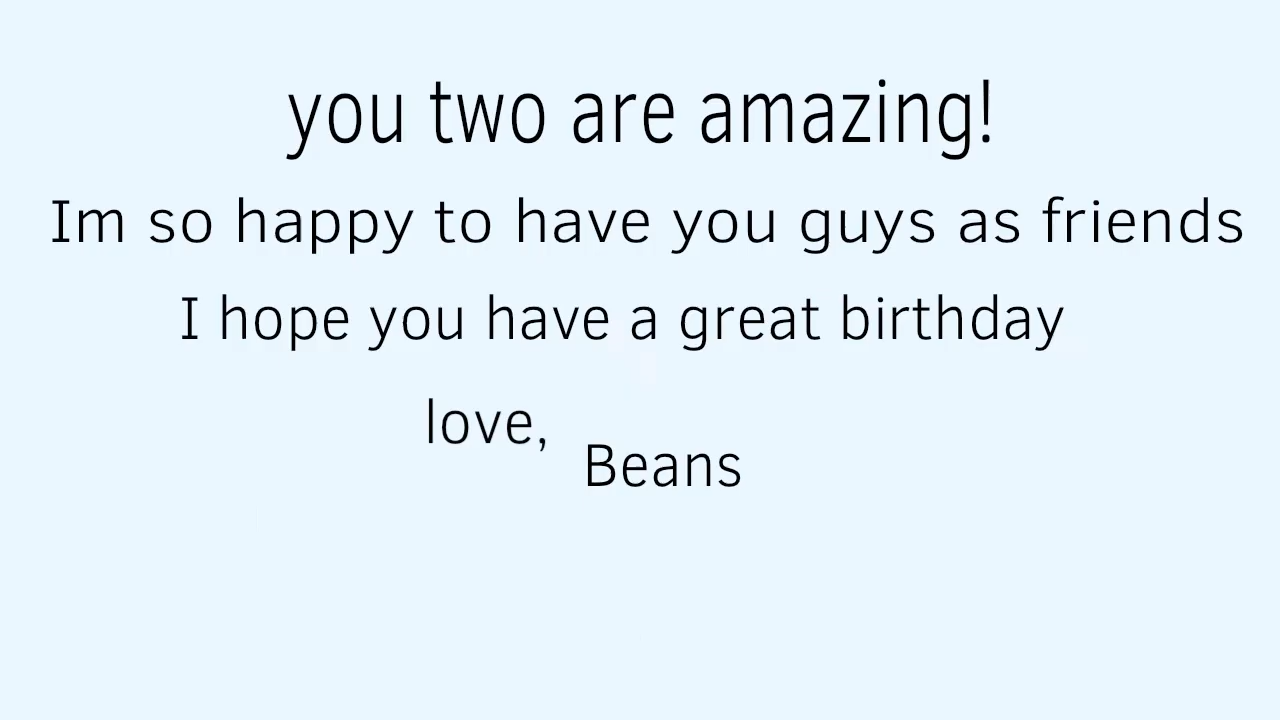 you two are amazing!
Im so happy to have you guys as friends
I hope you have a great birthday
love,
Beans